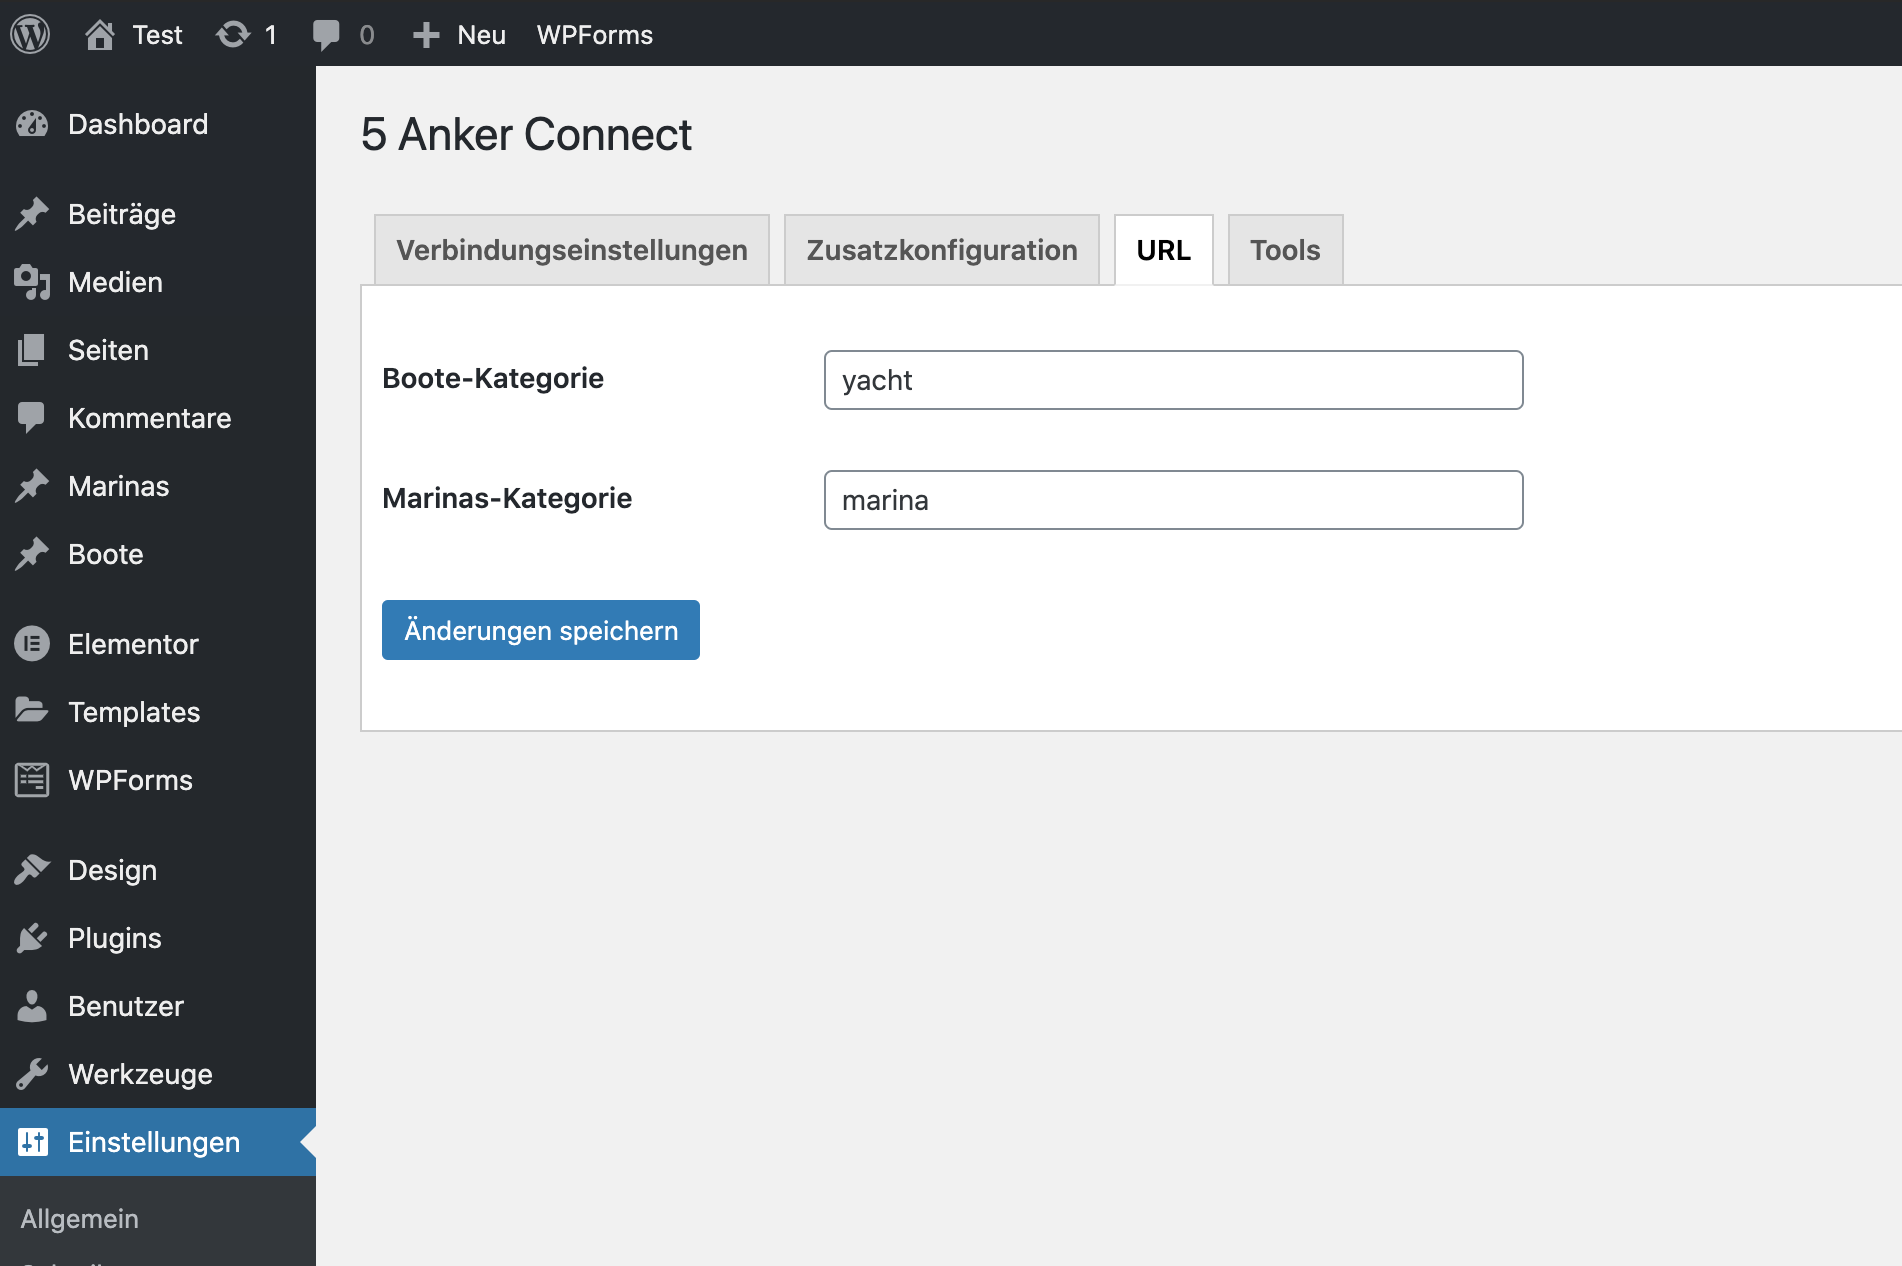 Test 1 0 Neu WPForms
Dashboard
Beiträge
Medien
Seiten
Kommentare
Marinas
Boote
Elementor
Templates
WPForms
Design
Plugins
Benutzer
Werkzeuge
Einstellungen
Allgemein
5 Anker Connect
Verbindungseinstellungen Zusatzkonfiguration URL Tools
Boote-Kategorie yacht
Marinas-Kategorie marina
Änderungen speichern